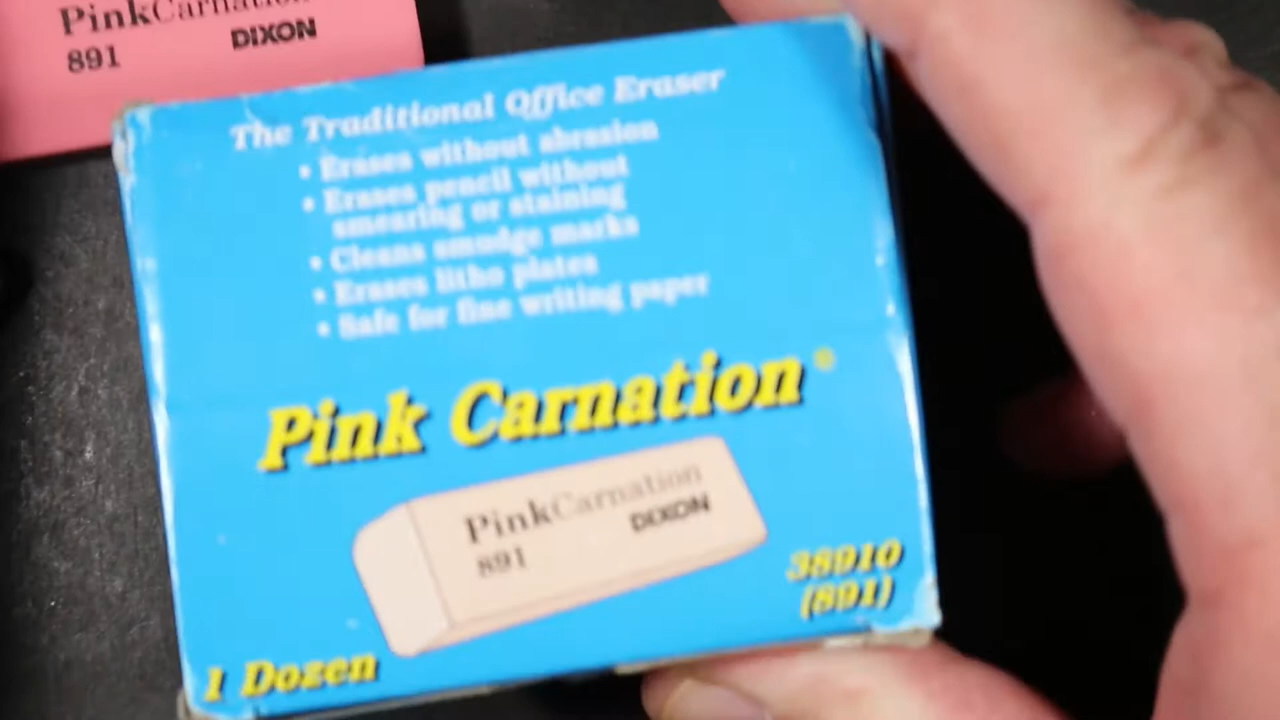 PinkCarnation
891 DIXON
The Traditional Office Eraser
• Erases without abrasion
• Erases pencil without
smearing or staining
• Cleans smudge marks
• Erases litho plates
• Safe for fine writing paper
Pink Carnation®
PinkCarnation
891 DIXON
38910
(891)
1 Dozen